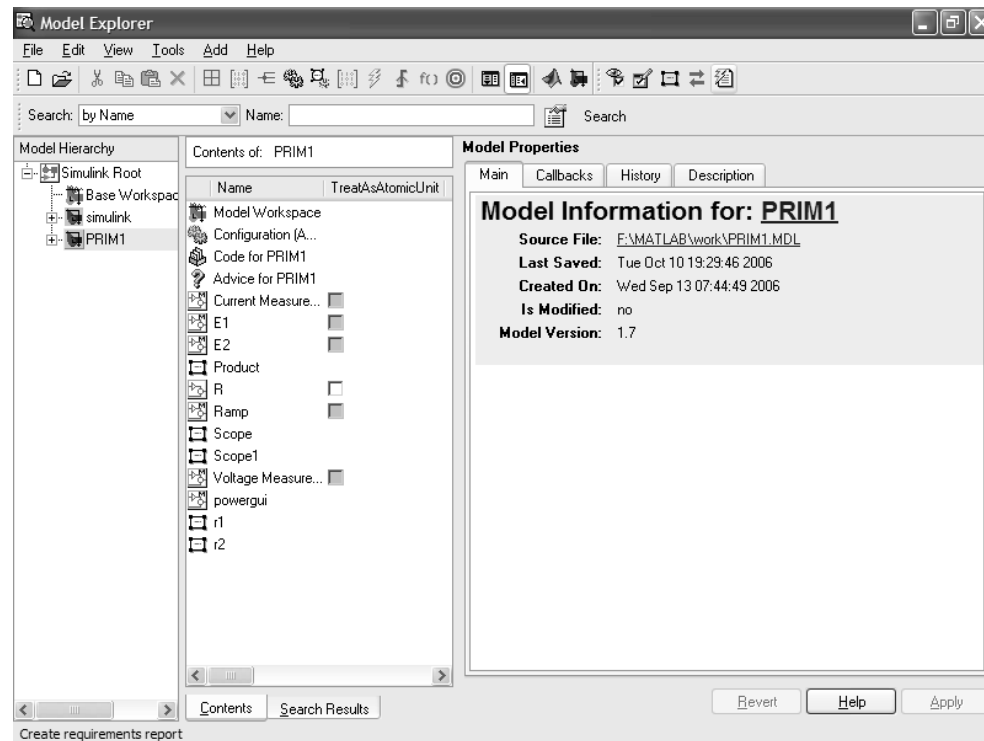 Model Explorer
File Edit View Tools Add Help
Search: by Name Name: Search
Model Hierarchy
Simulink Root
Base Workspac
simulink
PRIM1
Contents of: PRIM1
Name TreatAsAtomicUnit
Model Workspace
Configuration (A...
Code for PRIM1
Advice for PRIM1
Current Measure...
E1
E2
Product
R
Ramp
Scope
Scope1
Voltage Measure...
powergui
r1
r2
Contents Search Results
Model Properties
Main Callbacks History Description
Model Information for: PRIM1
Source File: F:\MATLAB\work\PRIM1.MDL
Last Saved: Tue Oct 10 19:29:46 2006
Created On: Wed Sep 13 07:44:49 2006
Is Modified: no
Model Version: 1.7
Revert Help Apply
Create requirements report